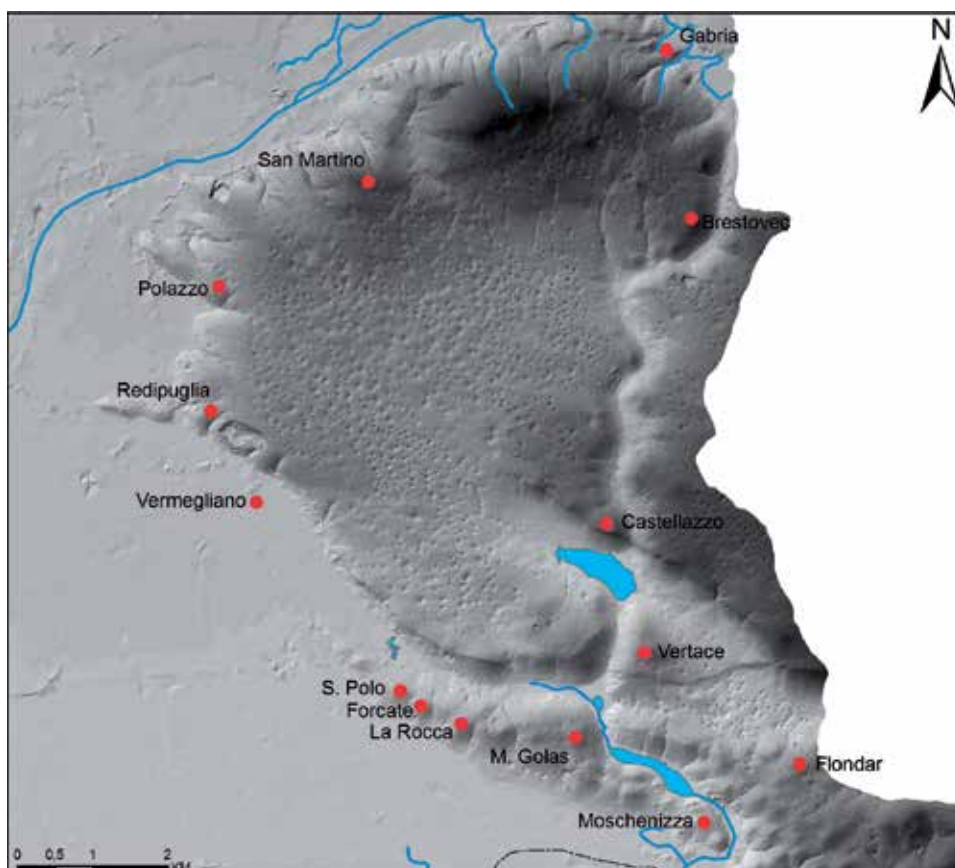 Gabria
N
San Martino
Brestovec
Polazzo
Redipuglia
Vermegliano
Castellazzo
Vertace
S. Polo
Forcate
La Rocca
M. Golas
Flondar
Moschenizza
0 0,5 1 2